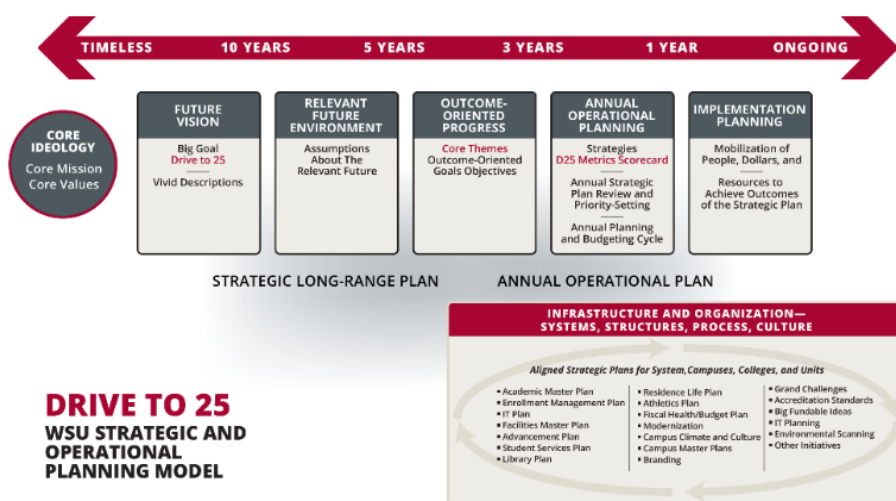 TIMELESS
10 YEARS
5 YEARS
3 YEARS
1 YEAR
ONGOING
CORE
IDEOLOGY
Core Mission
Core Values
FUTURE
VISION
Big Goal
Drive to 25
Vivid Descriptions
RELEVANT
FUTURE
ENVIRONMENT
Assumptions
About The
Relevant Future
OUTCOME-
ORIENTED
PROGRESS
Core Themes
Outcome-Oriented
Goals Objectives
ANNUAL
OPERATIONAL
PLANNING
Strategies
D25 Metrics Scorecard
Annual Strategic
Plan Review and
Priority-Setting
Annual Planning
and Budgeting Cycle
IMPLEMENTATION
PLANNING
Mobilization of
People, Dollars, and
Resources to
Achieve Outcomes
of the Strategic Plan
STRATEGIC LONG-RANGE PLAN
ANNUAL OPERATIONAL PLAN
INFRASTRUCTURE AND ORGANIZATION—
SYSTEMS, STRUCTURES, PROCESS, CULTURE
Aligned Strategic Plans for System,Campuses, Colleges, and Units
▪ Academic Master Plan
▪ Enrollment Management Plan
▪ IT Plan
▪ Facilities Master Plan
▪ Advancement Plan
▪ Student Services Plan
▪ Library Plan
▪ Residence Life Plan
▪ Athletics Plan
▪ Fiscal Health/Budget Plan
▪ Modernization
▪ Campus Climate and Culture
▪ Campus Master Plans
▪ Branding
▪ Grand Challenges
▪ Accreditation Standards
▪ Big Fundable Ideas
▪ IT Planning
▪ Environmental Scanning
▪ Other Initiatives
DRIVE TO 25
WSU STRATEGIC AND
OPERATIONAL
PLANNING MODEL